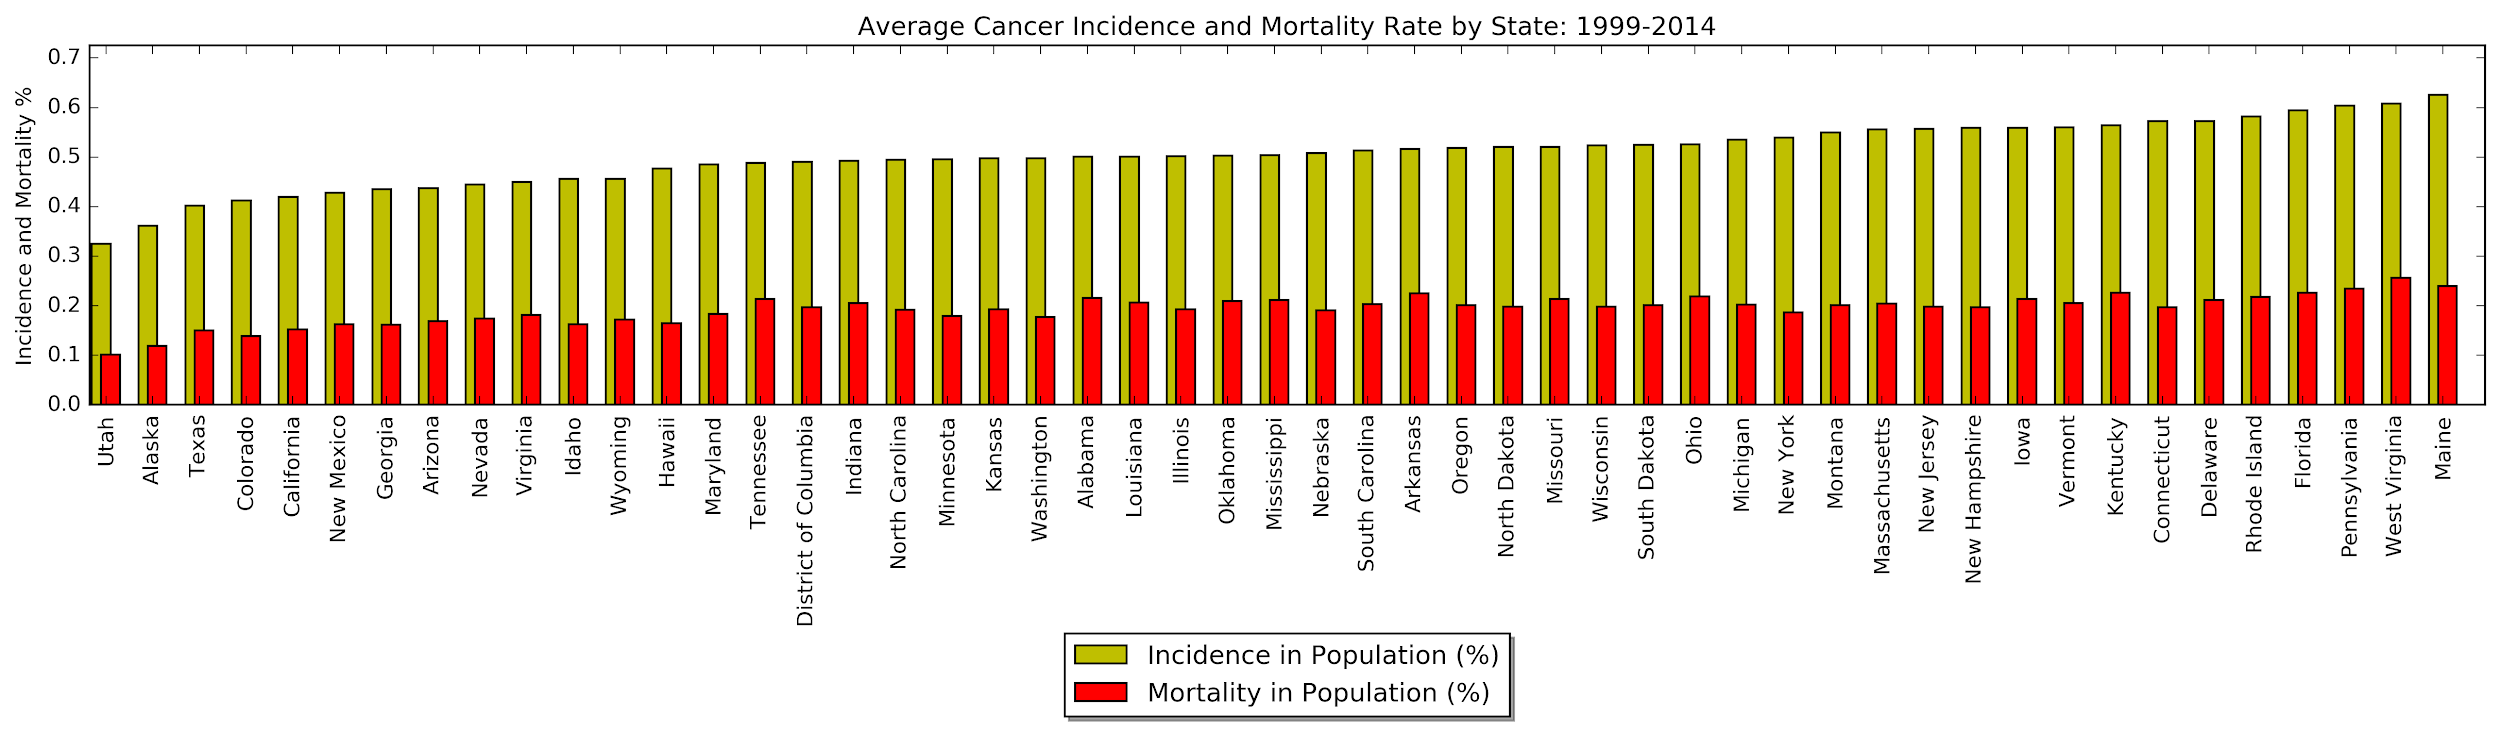 Average Cancer Incidence and Mortality Rate by State: 1999-2014
Incidence and Mortality %
0.7
0.6
0.5
0.4
0.3
0.2
0.1
0.0
Utah
Alaska
Texas
Colorado
California
New Mexico
Georgia
Arizona
Nevada
Virginia
Idaho
Wyoming
Hawaii
Maryland
Tennessee
District of Columbia
Indiana
North Carolina
Minnesota
Kansas
Washington
Alabama
Louisiana
Illinois
Oklahoma
Mississippi
Nebraska
South Carolina
Arkansas
Oregon
North Dakota
Missouri
Wisconsin
South Dakota
Ohio
Michigan
New York
Montana
Massachusetts
New Jersey
New Hampshire
Iowa
Vermont
Kentucky
Connecticut
Delaware
Rhode Island
Florida
Pennsylvania
West Virginia
Maine
Incidence in Population (%)
Mortality in Population (%)